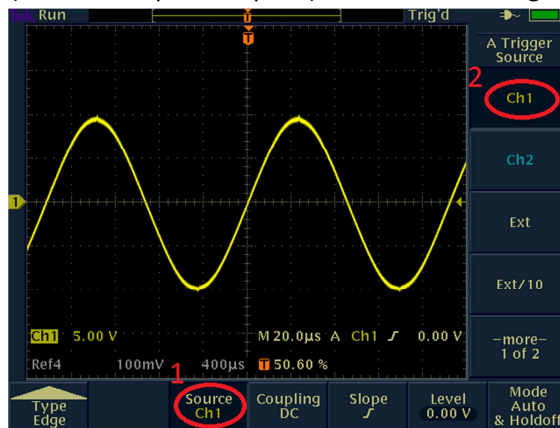 Run
Trig'd
A Trigger
Source
2
Ch1
Ch2
Ext
Ext/10
-more-
1 of 2
1
Ch1 5.00 V
M 20.0μs A Ch1 ʃ 0.00 V
Ref4 100mV 400μs
T 50.60 %
1
Type
Edge
Source
Ch1
Coupling
DC
Slope
ʃ
Level
0.00 V
Mode
Auto
& Holdoff